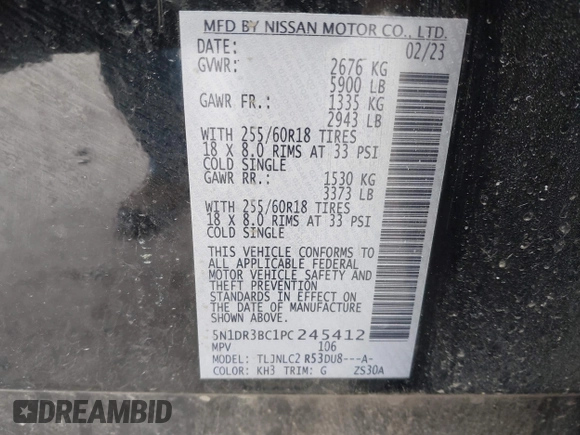 MFD BY NISSAN MOTOR CO., LTD.
DATE: 02/23
GVWR: 2676 KG
5900 LB
GAWR FR.: 1335 KG
2943 LB
WITH 255/60R18 TIRES
18 X 8.0 RIMS AT 33 PSI
COLD SINGLE
GAWR RR.: 1530 KG
3373 LB
WITH 255/60R18 TIRES
18 X 8.0 RIMS AT 33 PSI
COLD SINGLE
THIS VEHICLE CONFORMS TO
ALL APPLICABLE FEDERAL
MOTOR VEHICLE SAFETY AND
THEFT PREVENTION
STANDARDS IN EFFECT ON
THE DATE OF MANUFACTURE
SHOWN ABOVE.
5N1DR3BC1PC245412
MPV 106
MODEL: TLJNLC2 R53DU8---A-
COLOR: KH3 TRIM: G ZS30A
DREAMBID